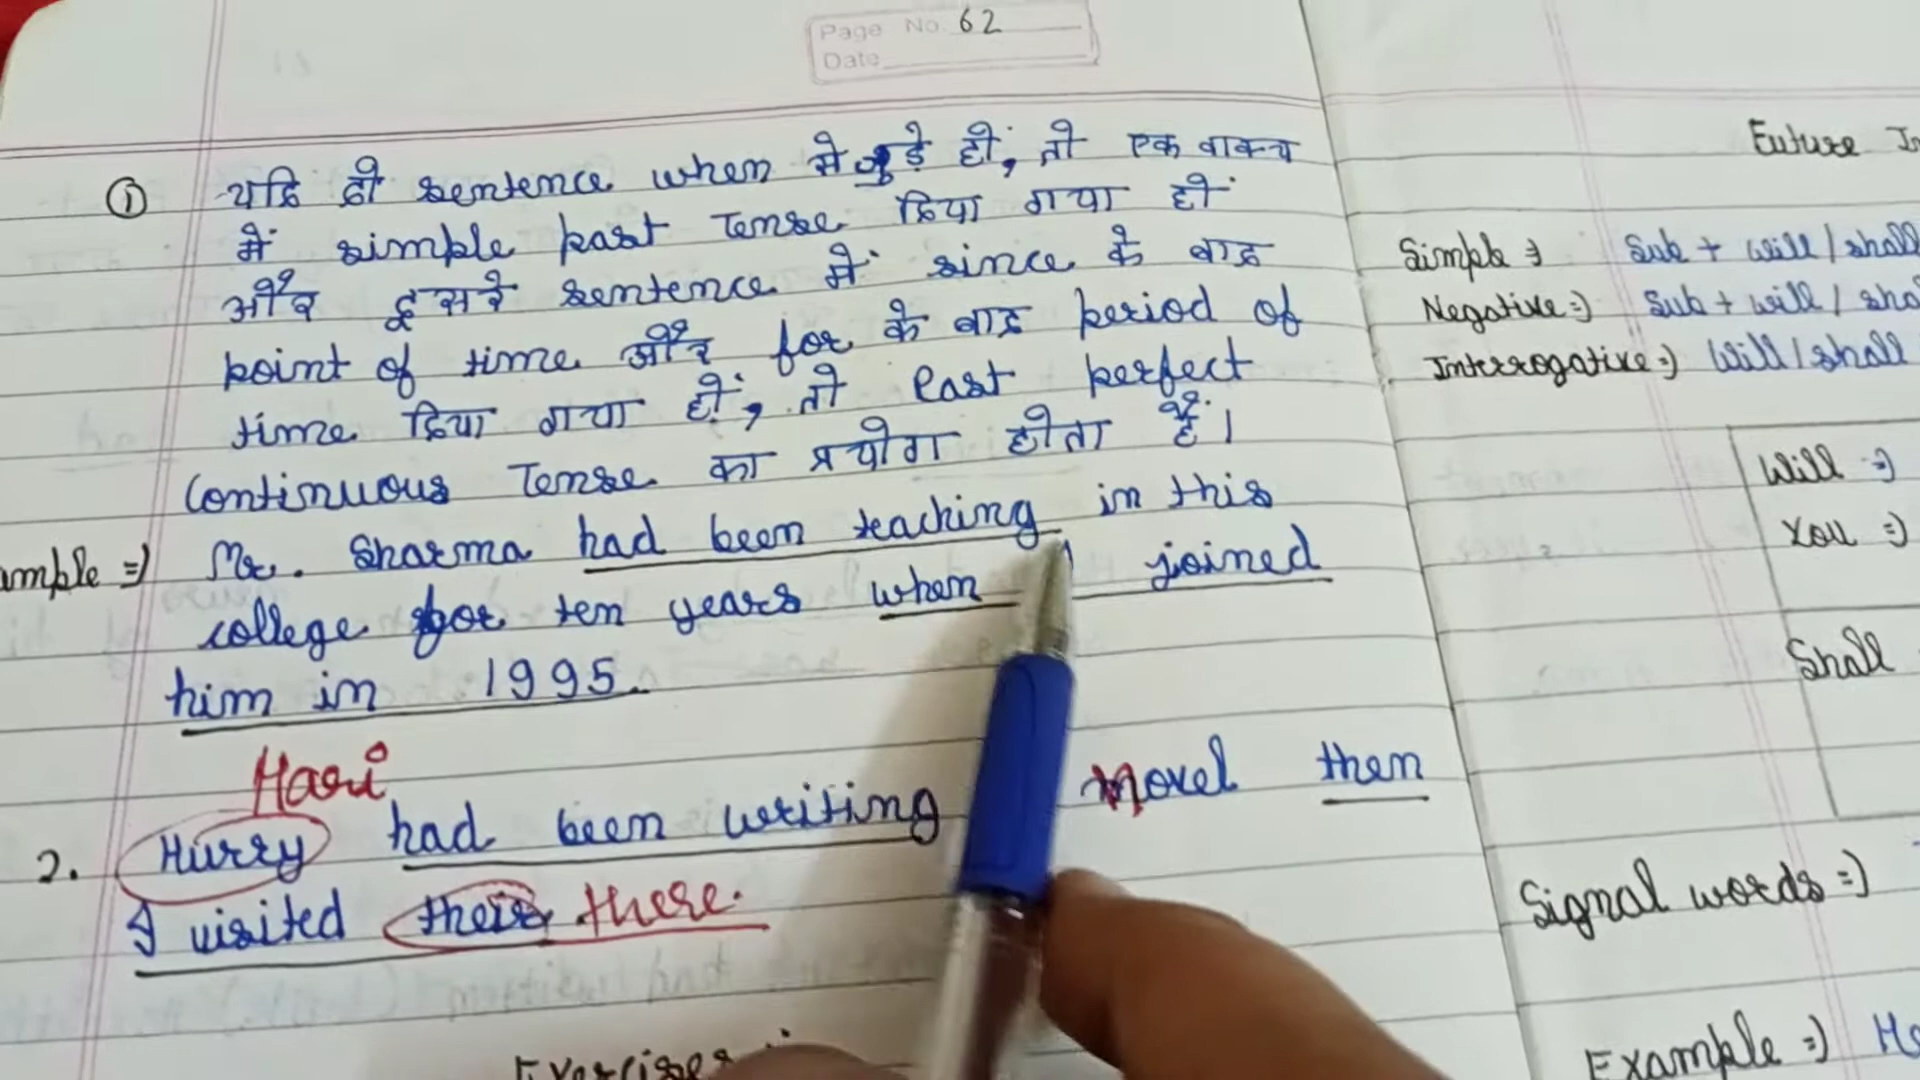 Page No. 62
Date
① यदि दो sentence when से जुड़े हों, तो एक वाक्य
में simple past Tense दिया गया हों
और दूसरे sentence में since के बाद
point of time और for के बाद period of
time दिया गया हों, तो Past perfect
Continuous Tense का प्रयोग होता हैं।
ample => Mr. Sharma had been teaching in this
college for ten years when I joined
him in 1995.
Hari
2. Hurry had been writing novel then
I visited their there.
Exercises
Future
Simple => Sub + will / shall
Negative => Sub + will / sha
Interrogative => Will / shall
Will =>
You =>
Shall
Signal words =>
Example => He